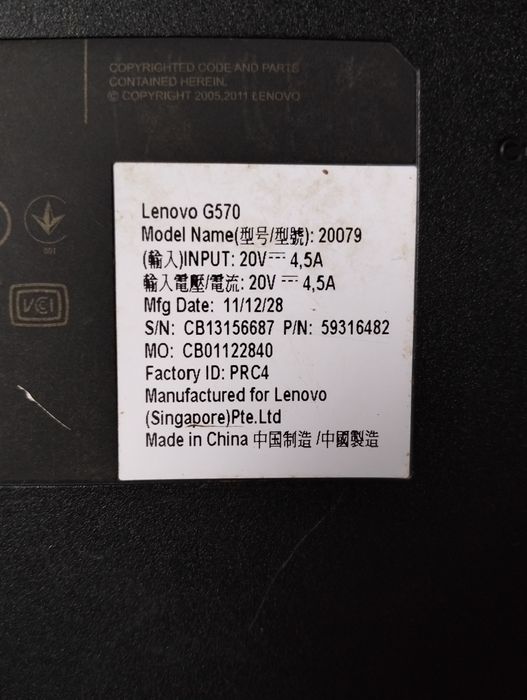 COPYRIGHTED CODE AND PARTS
CONTAINED HEREIN.
© COPYRIGHT 2005,2011 LENOVO
Lenovo G570
Model Name(型号/型號): 20079
(輸入)INPUT: 20V⎓ 4,5A
輸入電壓/電流: 20V ⎓ 4,5A
Mfg Date: 11/12/28
S/N: CB13156687 P/N: 59316482
MO: CB01122840
Factory ID: PRC4
Manufactured for Lenovo
(Singapore)Pte.Ltd
Made in China 中国制造 /中國製造
001
VCCI